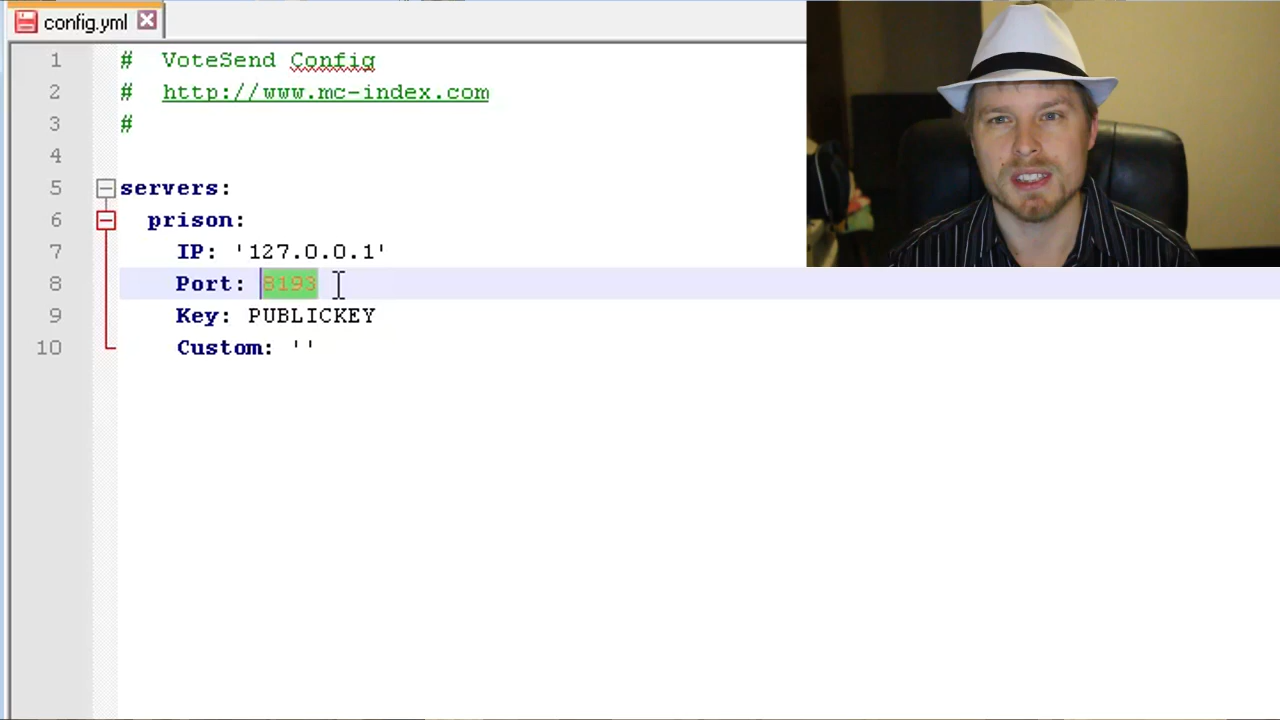 config.yml
1 # VoteSend Config
2 # http://www.mc-index.com
3 #
4
5 servers:
6 prison:
7 IP: '127.0.0.1'
8 Port: 8193
9 Key: PUBLICKEY
10 Custom: ''